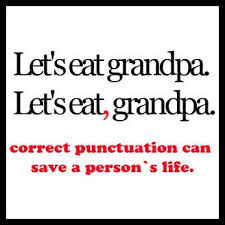 Let's eat grandpa.
Let's eat, grandpa.
correct punctuation can
save a person`s life.